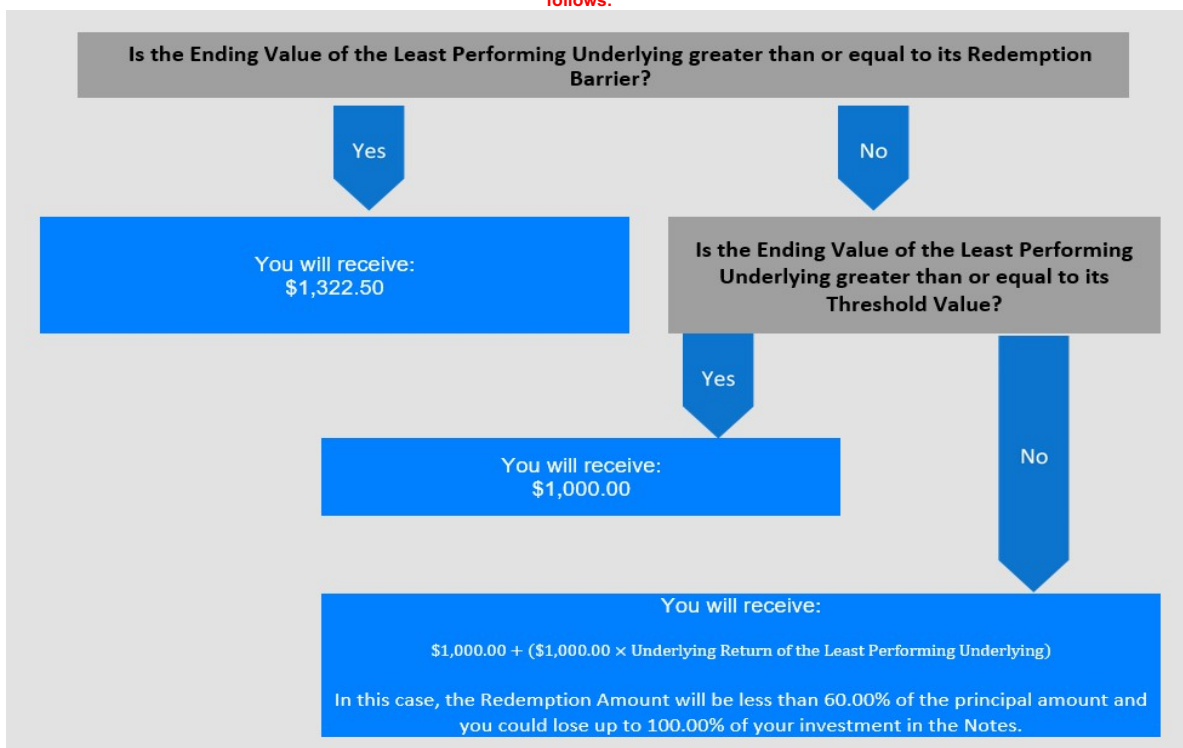 follows:
Is the Ending Value of the Least Performing Underlying greater than or equal to its Redemption
Barrier?
Yes
No
You will receive:
$1,322.50
Is the Ending Value of the Least Performing
Underlying greater than or equal to its
Threshold Value?
Yes
No
You will receive:
$1,000.00
You will receive:
$1,000.00 + ($1,000.00 × Underlying Return of the Least Performing Underlying)
In this case, the Redemption Amount will be less than 60.00% of the principal amount and
you could lose up to 100.00% of your investment in the Notes.